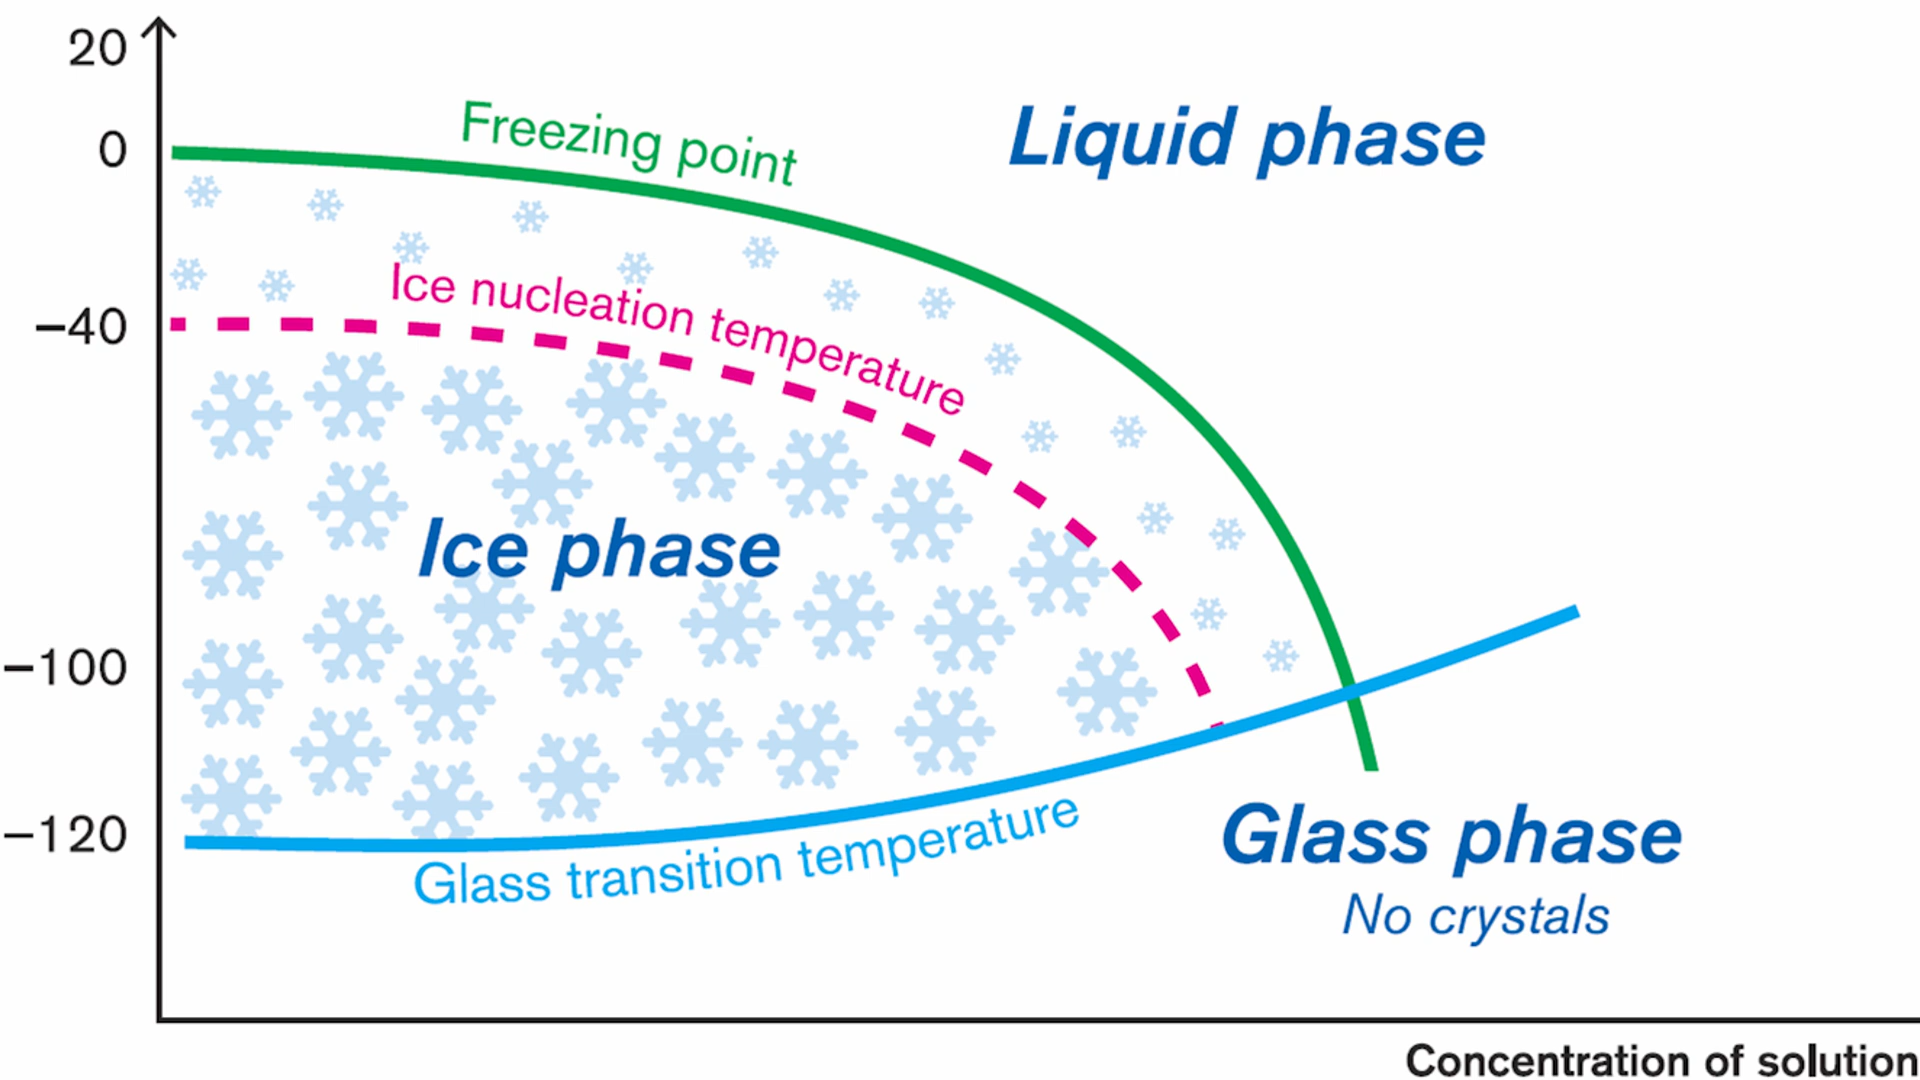 20
0
–40
–100
–120
Freezing point
Liquid phase
Ice nucleation temperature
Ice phase
Glass transition temperature
Glass phase
No crystals
Concentration of solution